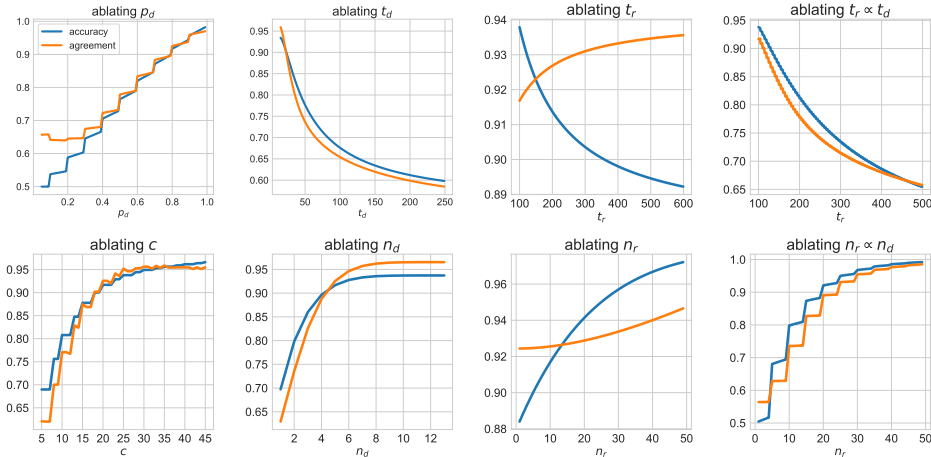 ablating p_d
accuracy
agreement
1.0
0.9
0.8
0.7
0.6
0.5
0.2 0.4 0.6 0.8 1.0
p_d
ablating t_d
0.95
0.90
0.85
0.80
0.75
0.70
0.65
0.60
50 100 150 200 250
t_d
ablating t_r
0.94
0.93
0.92
0.91
0.90
0.89
100 200 300 400 500 600
t_r
ablating t_r ∝ t_d
0.95
0.90
0.85
0.80
0.75
0.70
0.65
100 200 300 400 500
t_r
ablating c
0.95
0.90
0.85
0.80
0.75
0.70
0.65
5 10 15 20 25 30 35 40 45
c
ablating n_d
0.95
0.90
0.85
0.80
0.75
0.70
0.65
2 4 6 8 10 12
n_d
ablating n_r
0.96
0.94
0.92
0.90
0.88
0 10 20 30 40 50
n_r
ablating n_r ∝ n_d
1.0
0.9
0.8
0.7
0.6
0.5
0 10 20 30 40 50
n_r